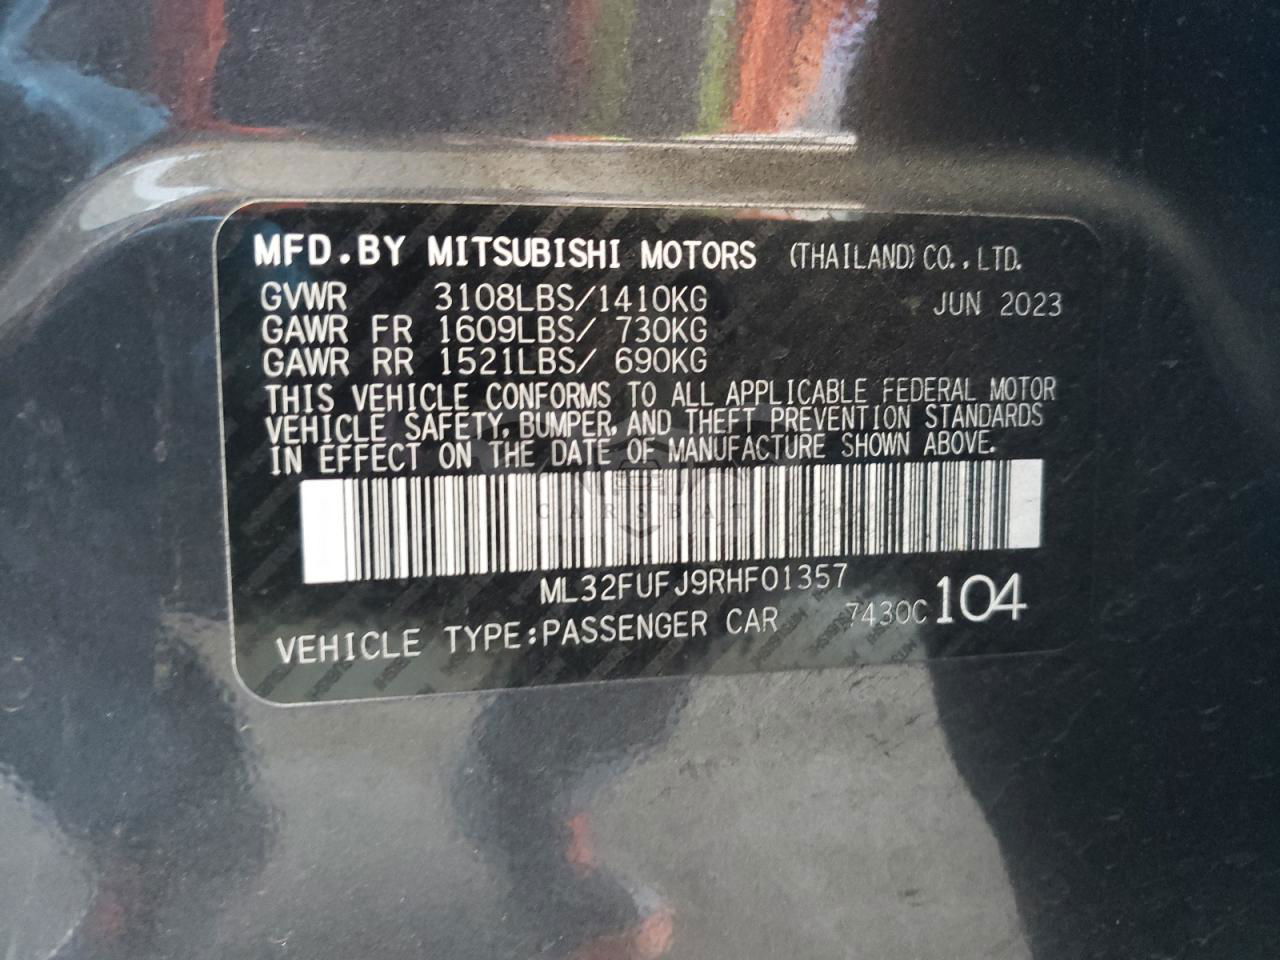 MFD.BY MITSUBISHI MOTORS (THAILAND) CO.,LTD.
GVWR 3108LBS/1410KG JUN 2023
GAWR FR 1609LBS/ 730KG
GAWR RR 1521LBS/ 690KG
THIS VEHICLE CONFORMS TO ALL APPLICABLE FEDERAL MOTOR
VEHICLE SAFETY, BUMPER, AND THEFT PREVENTION STANDARDS
IN EFFECT ON THE DATE OF MANUFACTURE SHOWN ABOVE.
ML32FUFJ9RHF01357
VEHICLE TYPE:PASSENGER CAR 7430C 104